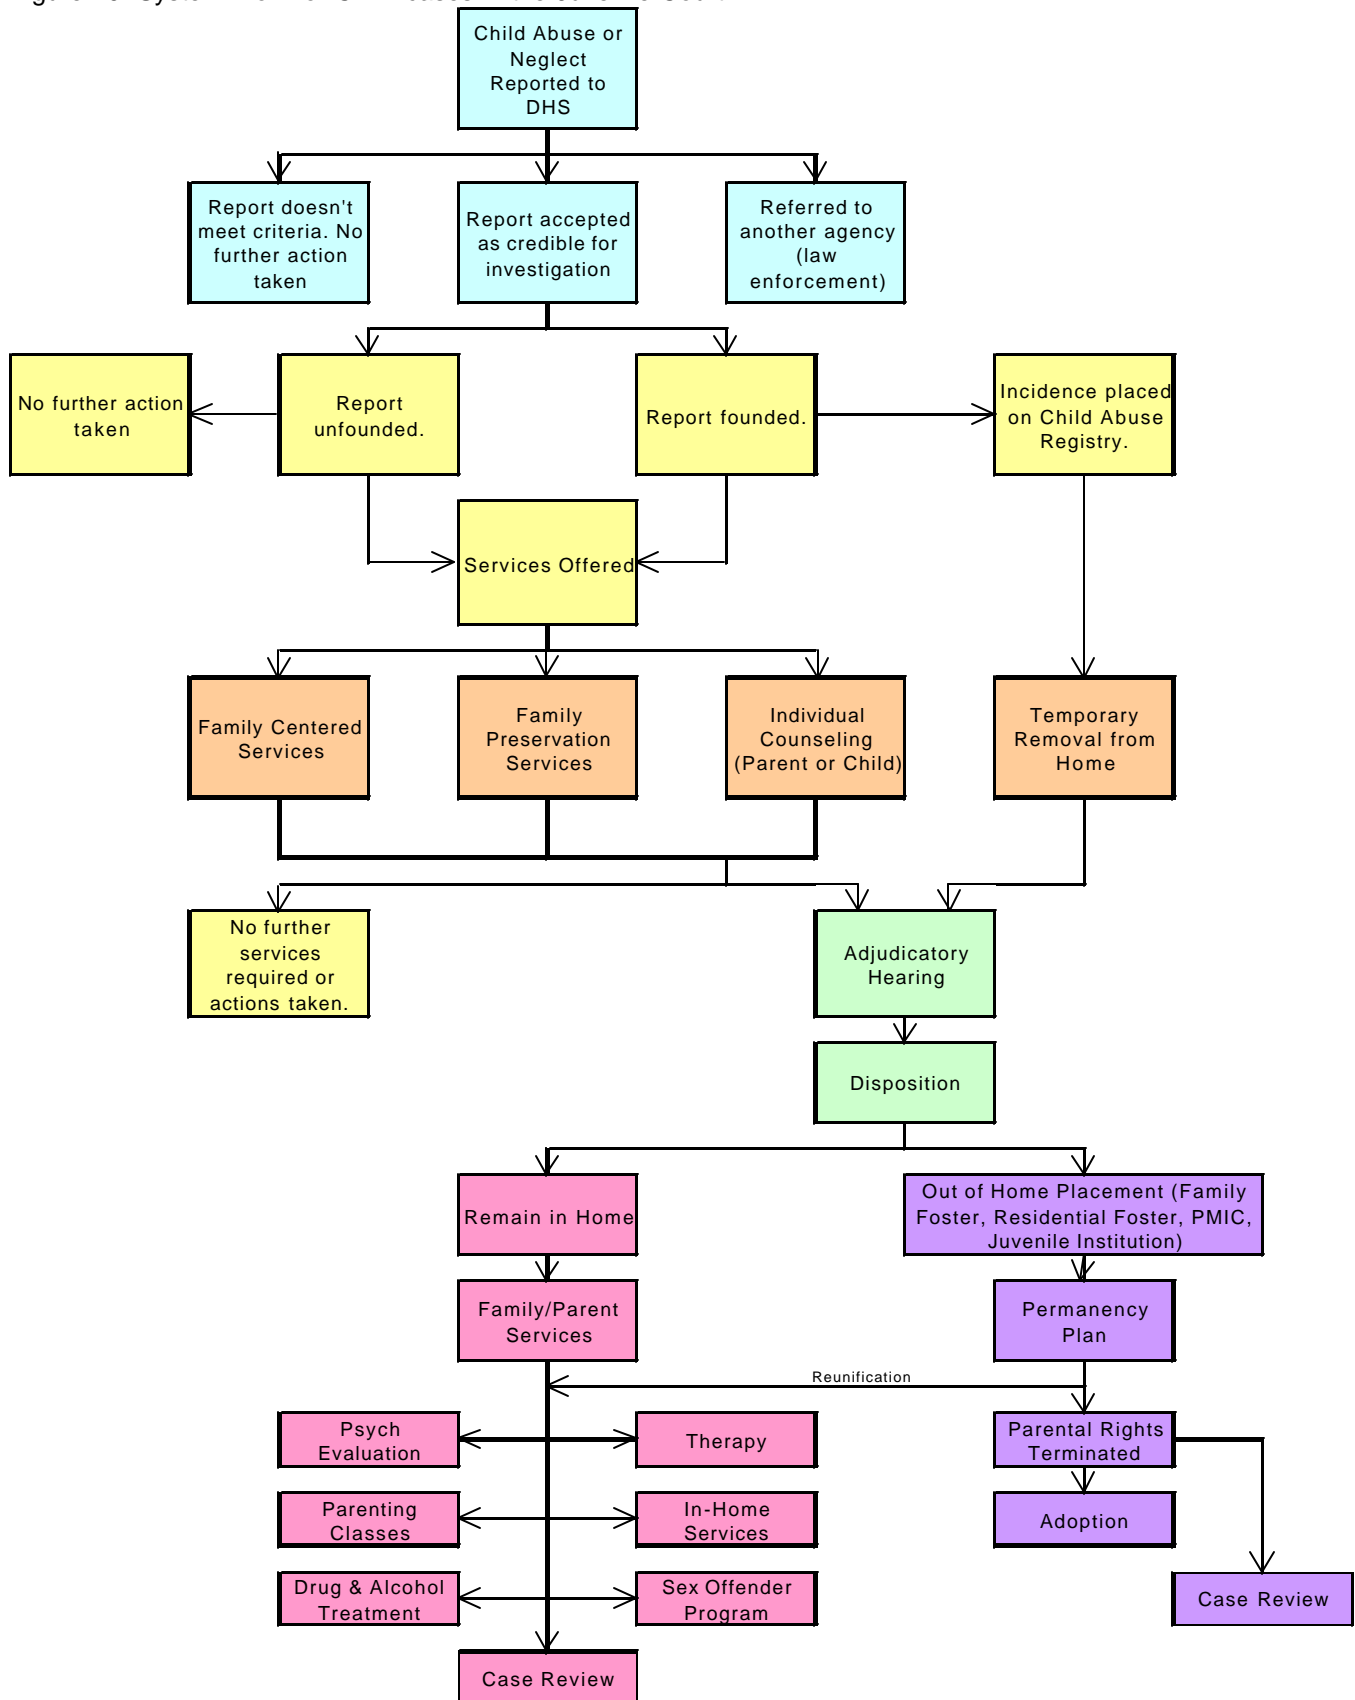 Child Abuse or
Neglect
Reported to
DHS
Report doesn't
meet criteria. No
further action
taken
Report accepted
as credible for
investigation
Referred to
another agency
(law
enforcement)
No further action
taken
Report
unfounded.
Report founded.
Incidence placed
on Child Abuse
Registry.
Services Offered
Family Centered
Services
Family
Preservation
Services
Individual
Counseling
(Parent or Child)
Temporary
Removal from
Home
No further
services
required or
actions taken.
Adjudicatory
Hearing
Disposition
Remain in Home
Out of Home Placement (Family
Foster, Residential Foster, PMIC,
Juvenile Institution)
Family/Parent
Services
Permanency
Plan
Reunification
Psych
Evaluation
Therapy
Parental Rights
Terminated
Parenting
Classes
In-Home
Services
Adoption
Drug & Alcohol
Treatment
Sex Offender
Program
Case Review
Case Review